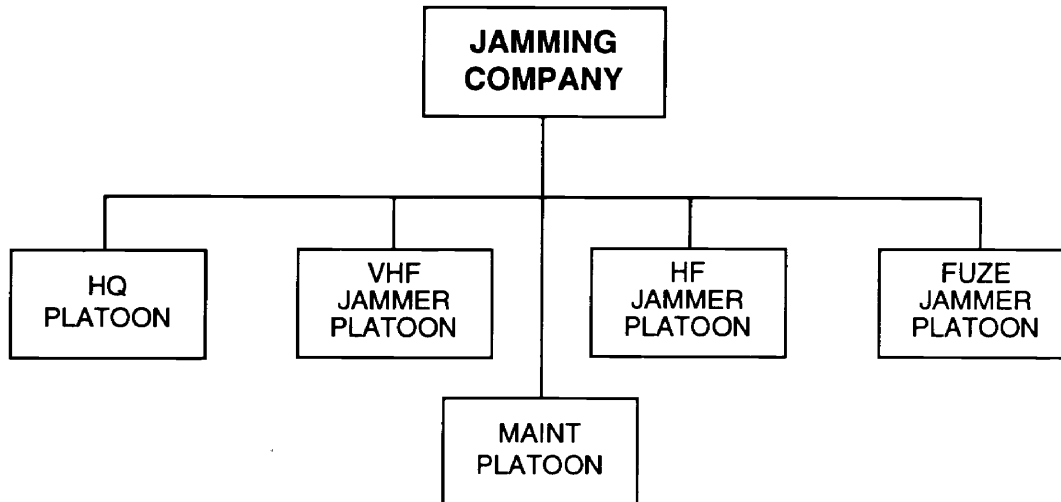 JAMMING
COMPANY
HQ
PLATOON
VHF
JAMMER
PLATOON
HF
JAMMER
PLATOON
FUZE
JAMMER
PLATOON
MAINT
PLATOON